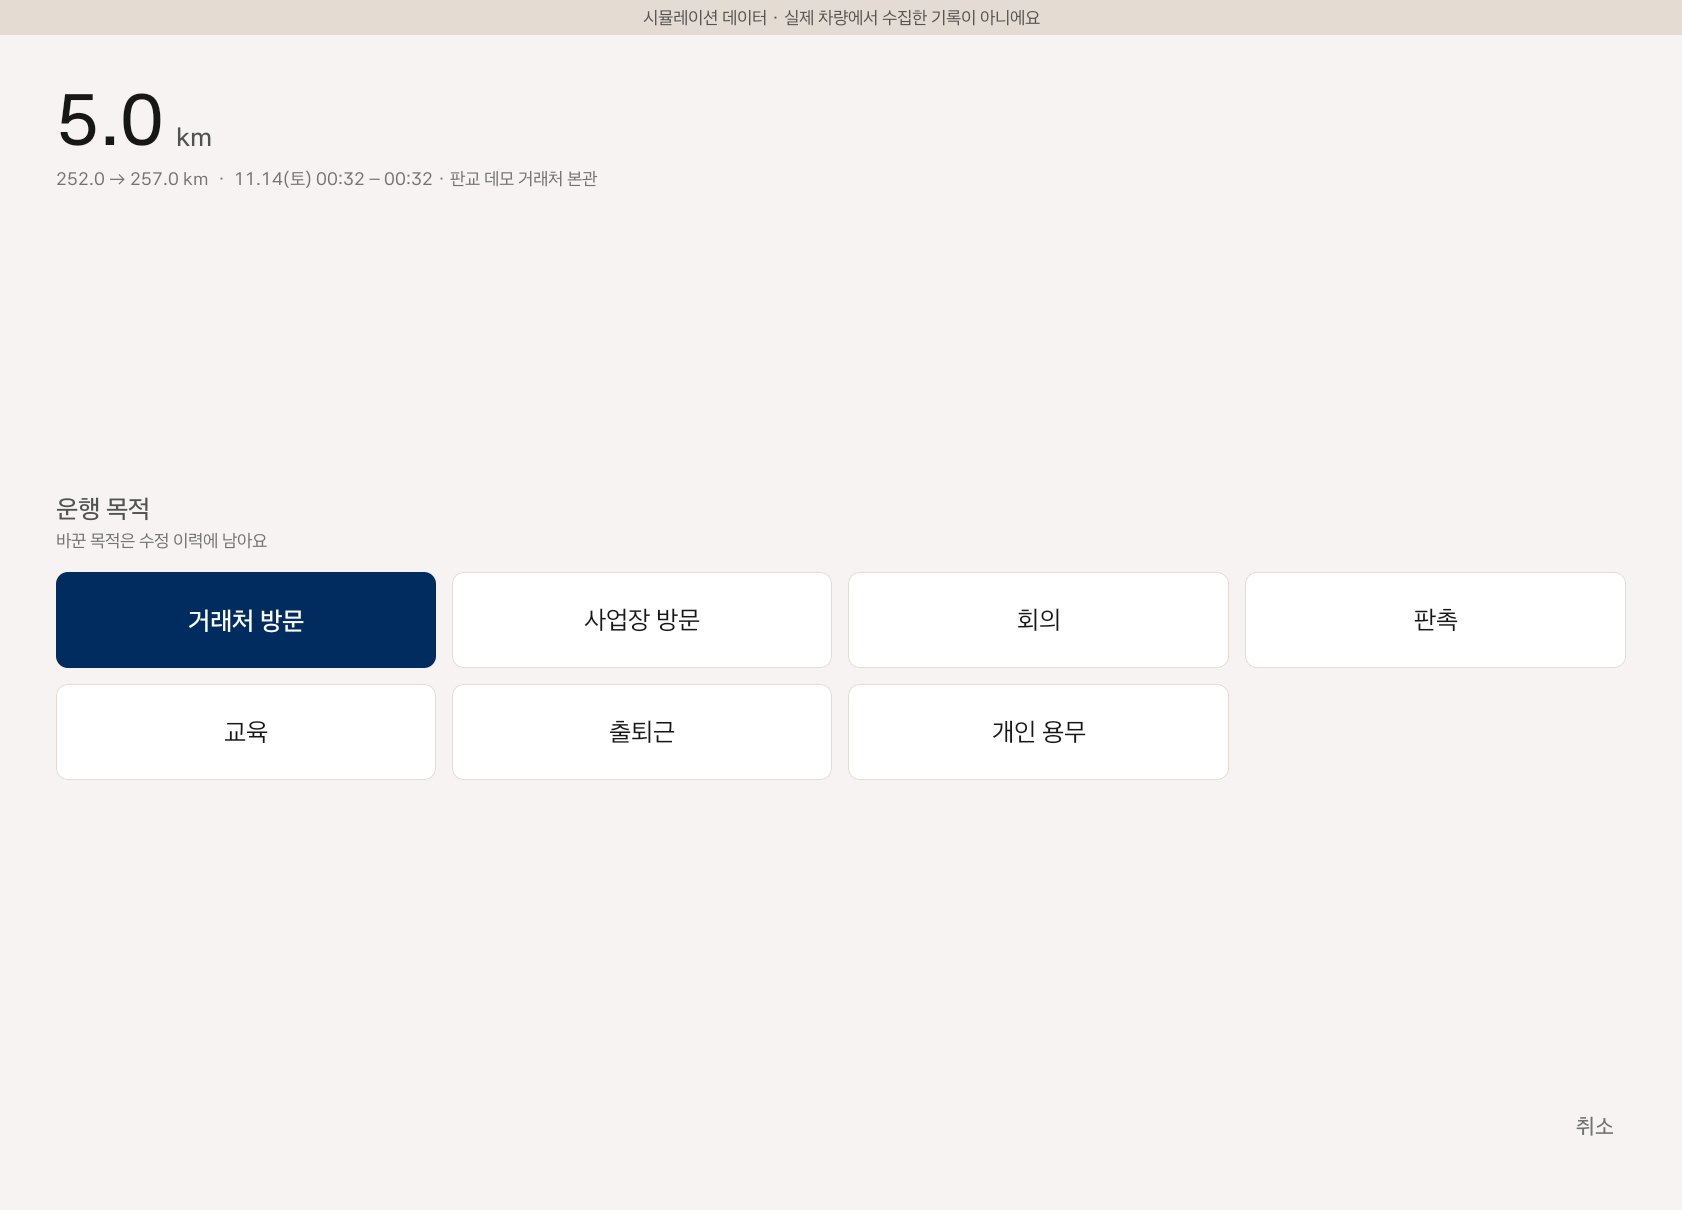 시뮬레이션 데이터 · 실제 차량에서 수집한 기록이 아니에요
5.0 km
252.0 → 257.0 km · 11.14(토) 00:32 – 00:32 · 판교 데모 거래처 본관
운행 목적
바꾼 목적은 수정 이력에 남아요
거래처 방문
사업장 방문
회의
판촉
교육
출퇴근
개인 용무
취소